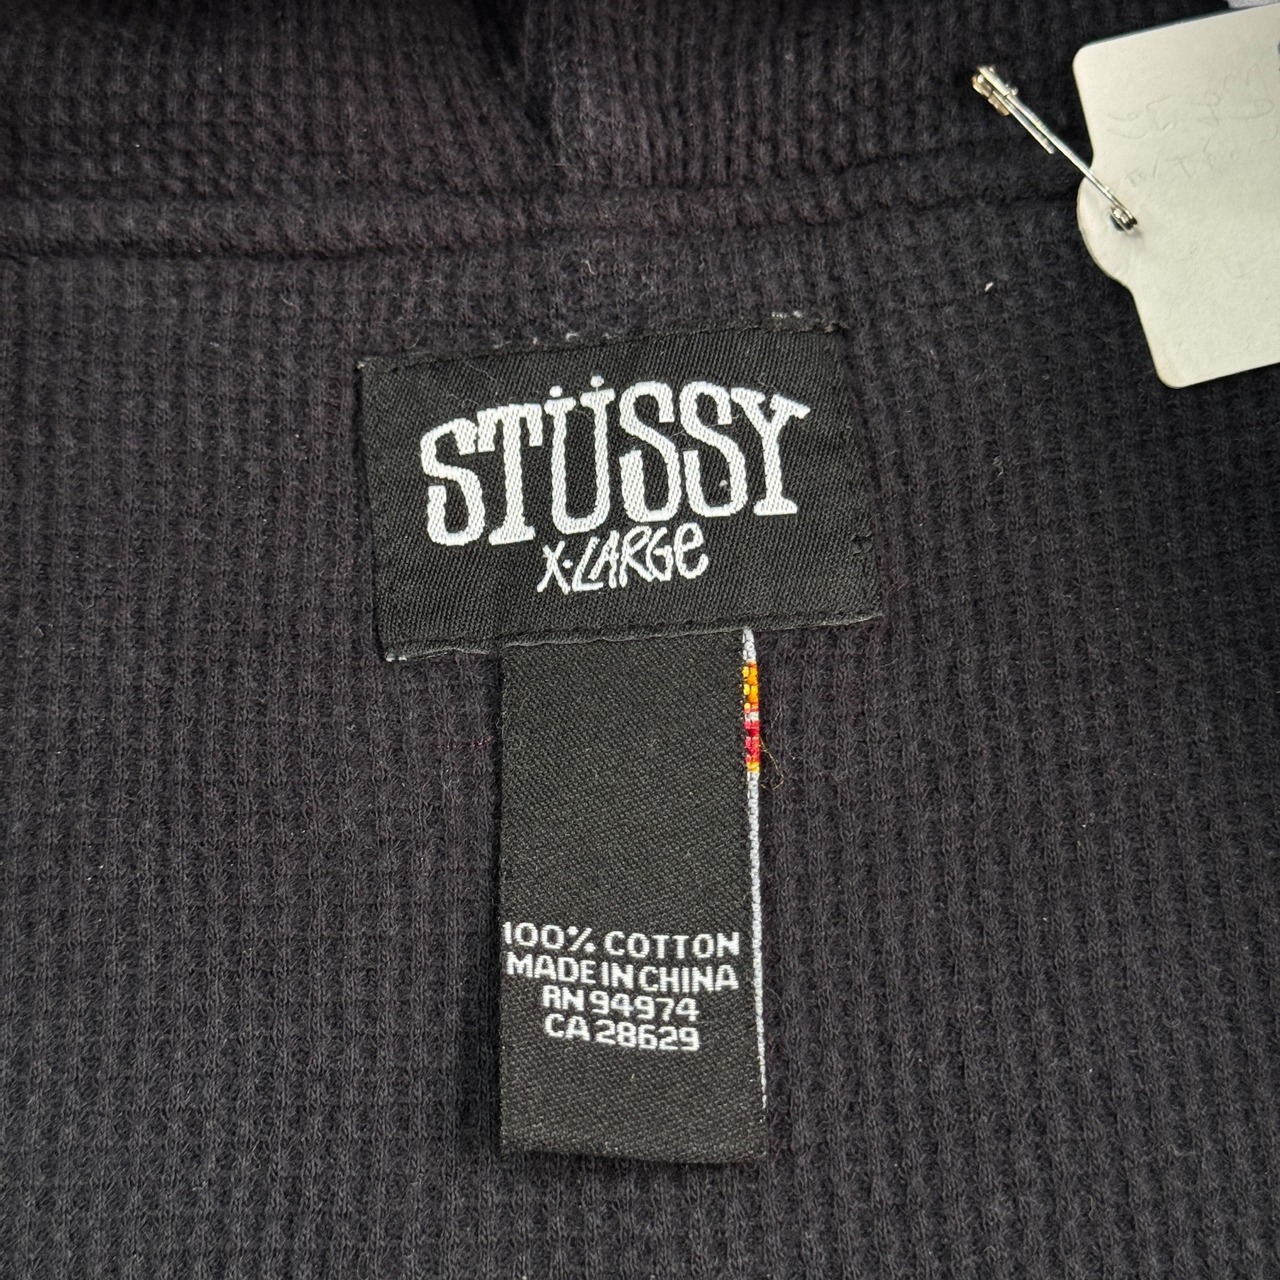 STÜSSY
X-LARGe
100% COTTON
MADE IN CHINA
RN 94974
CA 28629